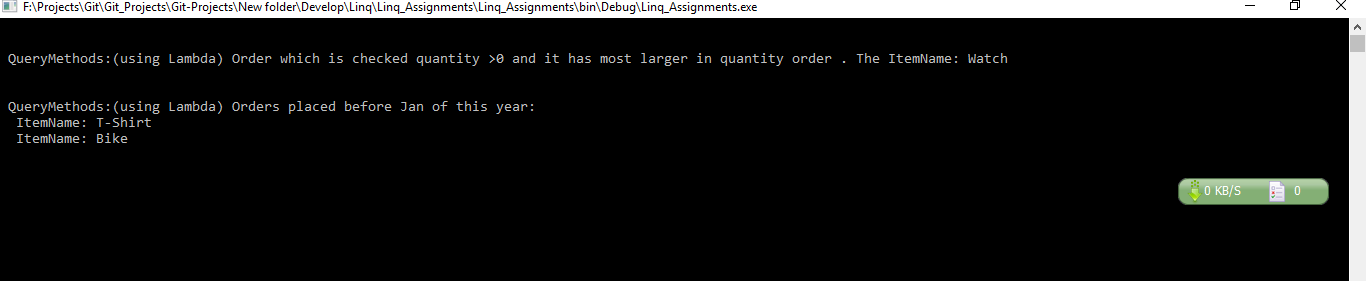 F:\Projects\Git\Git_Projects\Git-Projects\New folder\Develop\Linq\Linq_Assignments\Linq_Assignments\bin\Debug\Linq_Assignments.exe
QueryMethods:(using Lambda) Order which is checked quantity >0 and it has most larger in quantity order . The ItemName: Watch
QueryMethods:(using Lambda) Orders placed before Jan of this year:
ItemName: T-Shirt
ItemName: Bike
0 KB/S 0